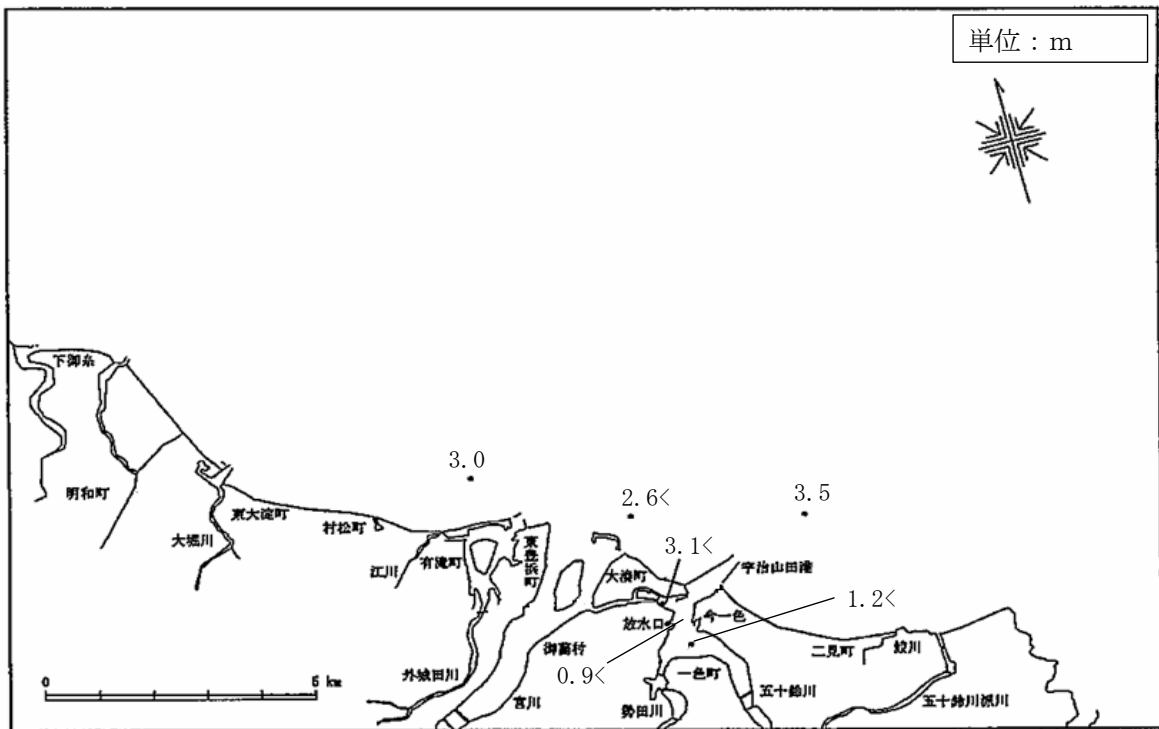 単位:m
下御糸
3.0
明和町
2.6<
3.5
東大淀町
村松町
大堀川
3.1<
東豊浜町
有滝町
江川
大湊町
宇治山田港
1.2<
放水口
今一色
二見町
鮫川
御薗村
0.9<
一色町
外城田川
宮川
勢田川
五十鈴川
五十鈴川派川
0
6 km